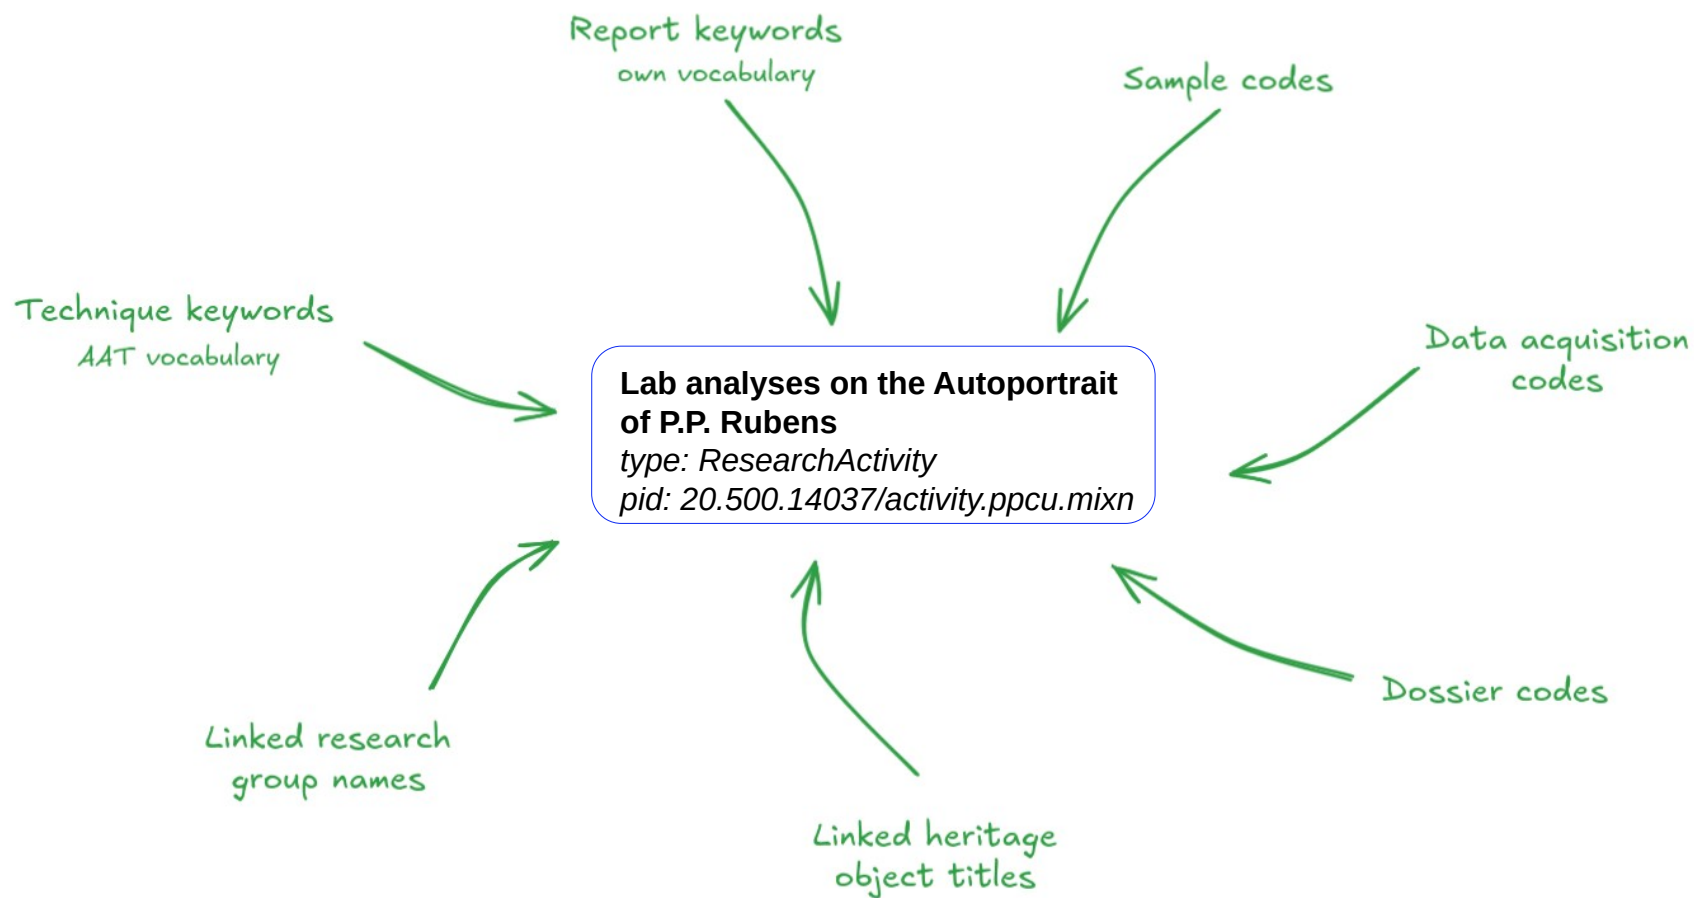 Report keywords
own vocabulary
Sample codes
Technique keywords
AAT vocabulary
Data acquisition
codes
Lab analyses on the Autoportrait
of P.P. Rubens
type: ResearchActivity
pid: 20.500.14037/activity.ppcu.mixn
Dossier codes
Linked research
group names
Linked heritage
object titles